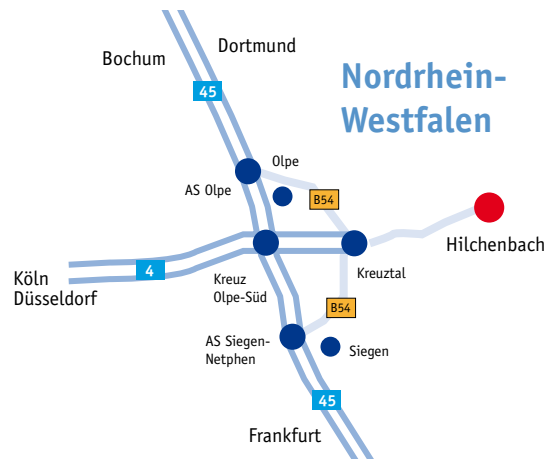 Dortmund
Bochum
Nordrhein-
Westfalen
45
Olpe
AS Olpe
B54
Hilchenbach
4
Köln
Düsseldorf
Kreuz
Olpe-Süd
Kreuztal
B54
AS Siegen-
Netphen
Siegen
45
Frankfurt